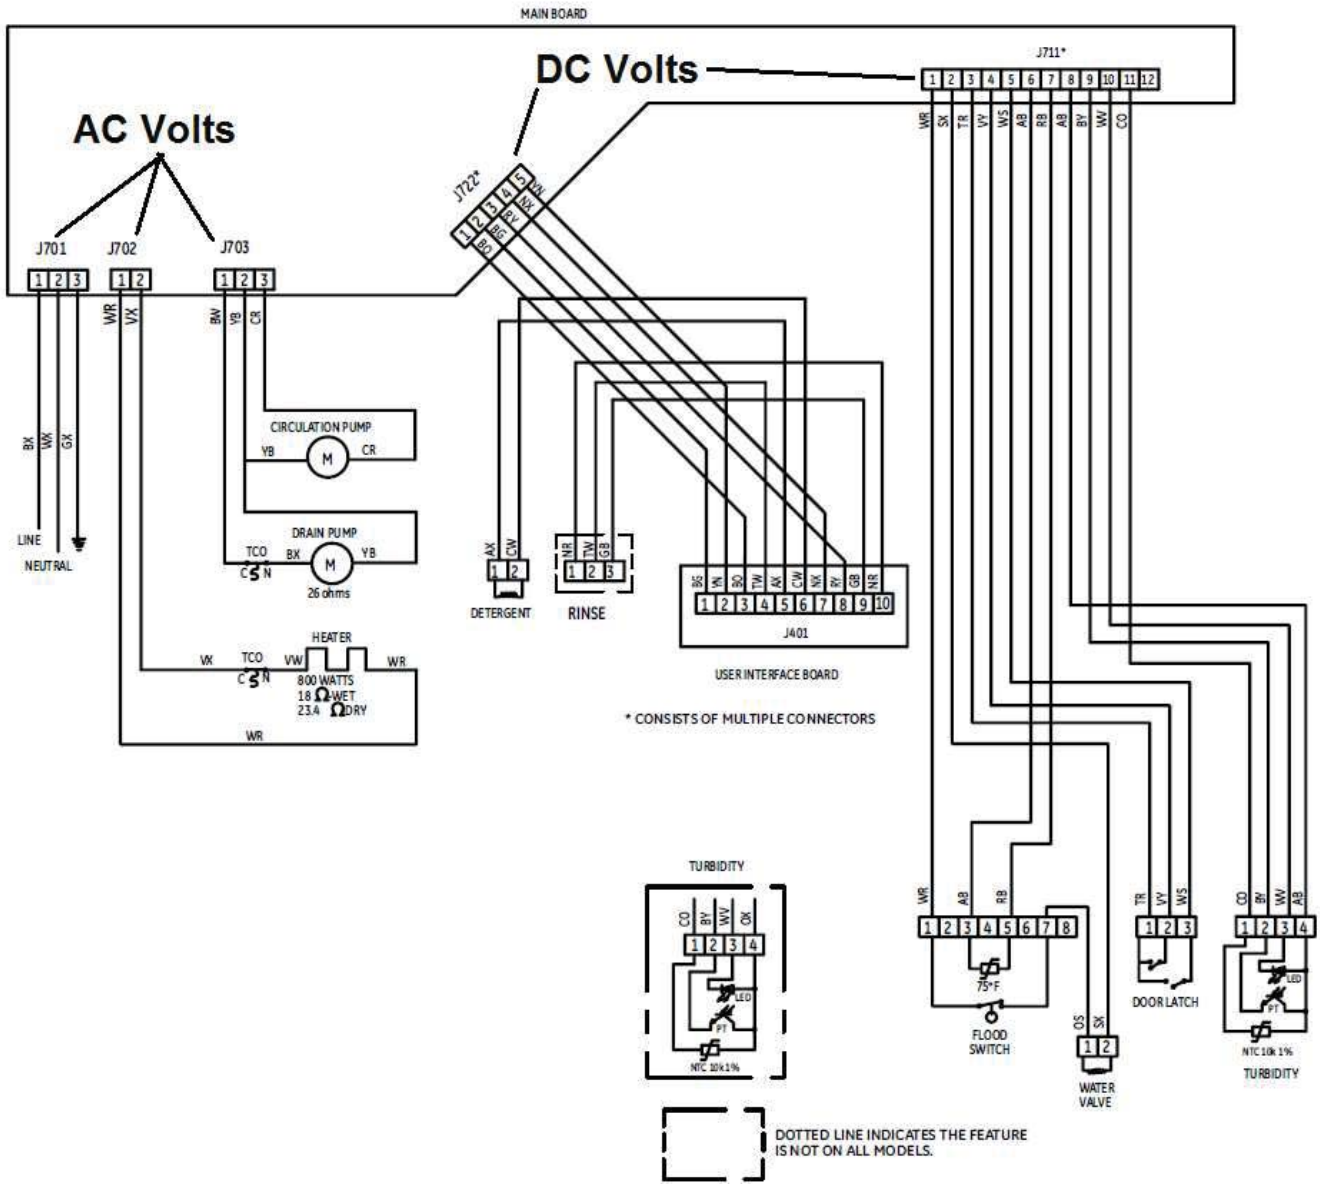 MAIN BOARD
DC Volts
J711*
1 2 3 4 5 6 7 8 9 10 11 12
WR SX TR VY WS AB RB AB BY WV CO
AC Volts
J722*
1 2 3 4 5
BO BG RY NX YN
J701
J702
J703
1 2 3
1 2
1 2 3
WR VX
BW YB CR
BX WX GX
LINE
NEUTRAL
CIRCULATION PUMP
YB M CR
DRAIN PUMP
TCO
C N
BX M YB
26 ohms
HEATER
VX
TCO
C N
VW
WR
800 WATTS
18 Ω-WET
23.4 ΩDRY
WR
AX CW
1 2
DETERGENT
NR TW GB
1 2 3
RINSE
BG YN BO TW AX CW NX RY GB NR
1 2 3 4 5 6 7 8 9 10
J401
USER INTERFACE BOARD
* CONSISTS OF MULTIPLE CONNECTORS
TURBIDITY
CO BY WV OX
1 2 3 4
LED
PT
NTC 10k1%
WR AB RB
1 2 3 4 5 6 7 8
75°F
FLOOD
SWITCH
OS SX
1 2
WATER
VALVE
TR VY WS
1 2 3
DOOR LATCH
CO BY WV AB
1 2 3 4
LED
PT
NTC 10k 1%
TURBIDITY
DOTTED LINE INDICATES THE FEATURE
IS NOT ON ALL MODELS.